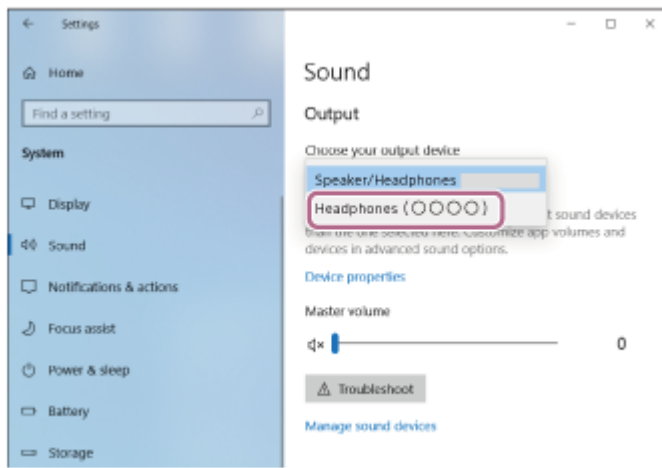 Settings
Home
Find a setting
System
Display
Sound
Notifications & actions
Focus assist
Power & sleep
Battery
Storage
Sound
Output
Choose your output device
Speaker/Headphones
Headphones (○○○○)
t sound devices
than the one selected here. Customize app volumes and
devices in advanced sound options.
Device properties
Master volume
0
Troubleshoot
Manage sound devices